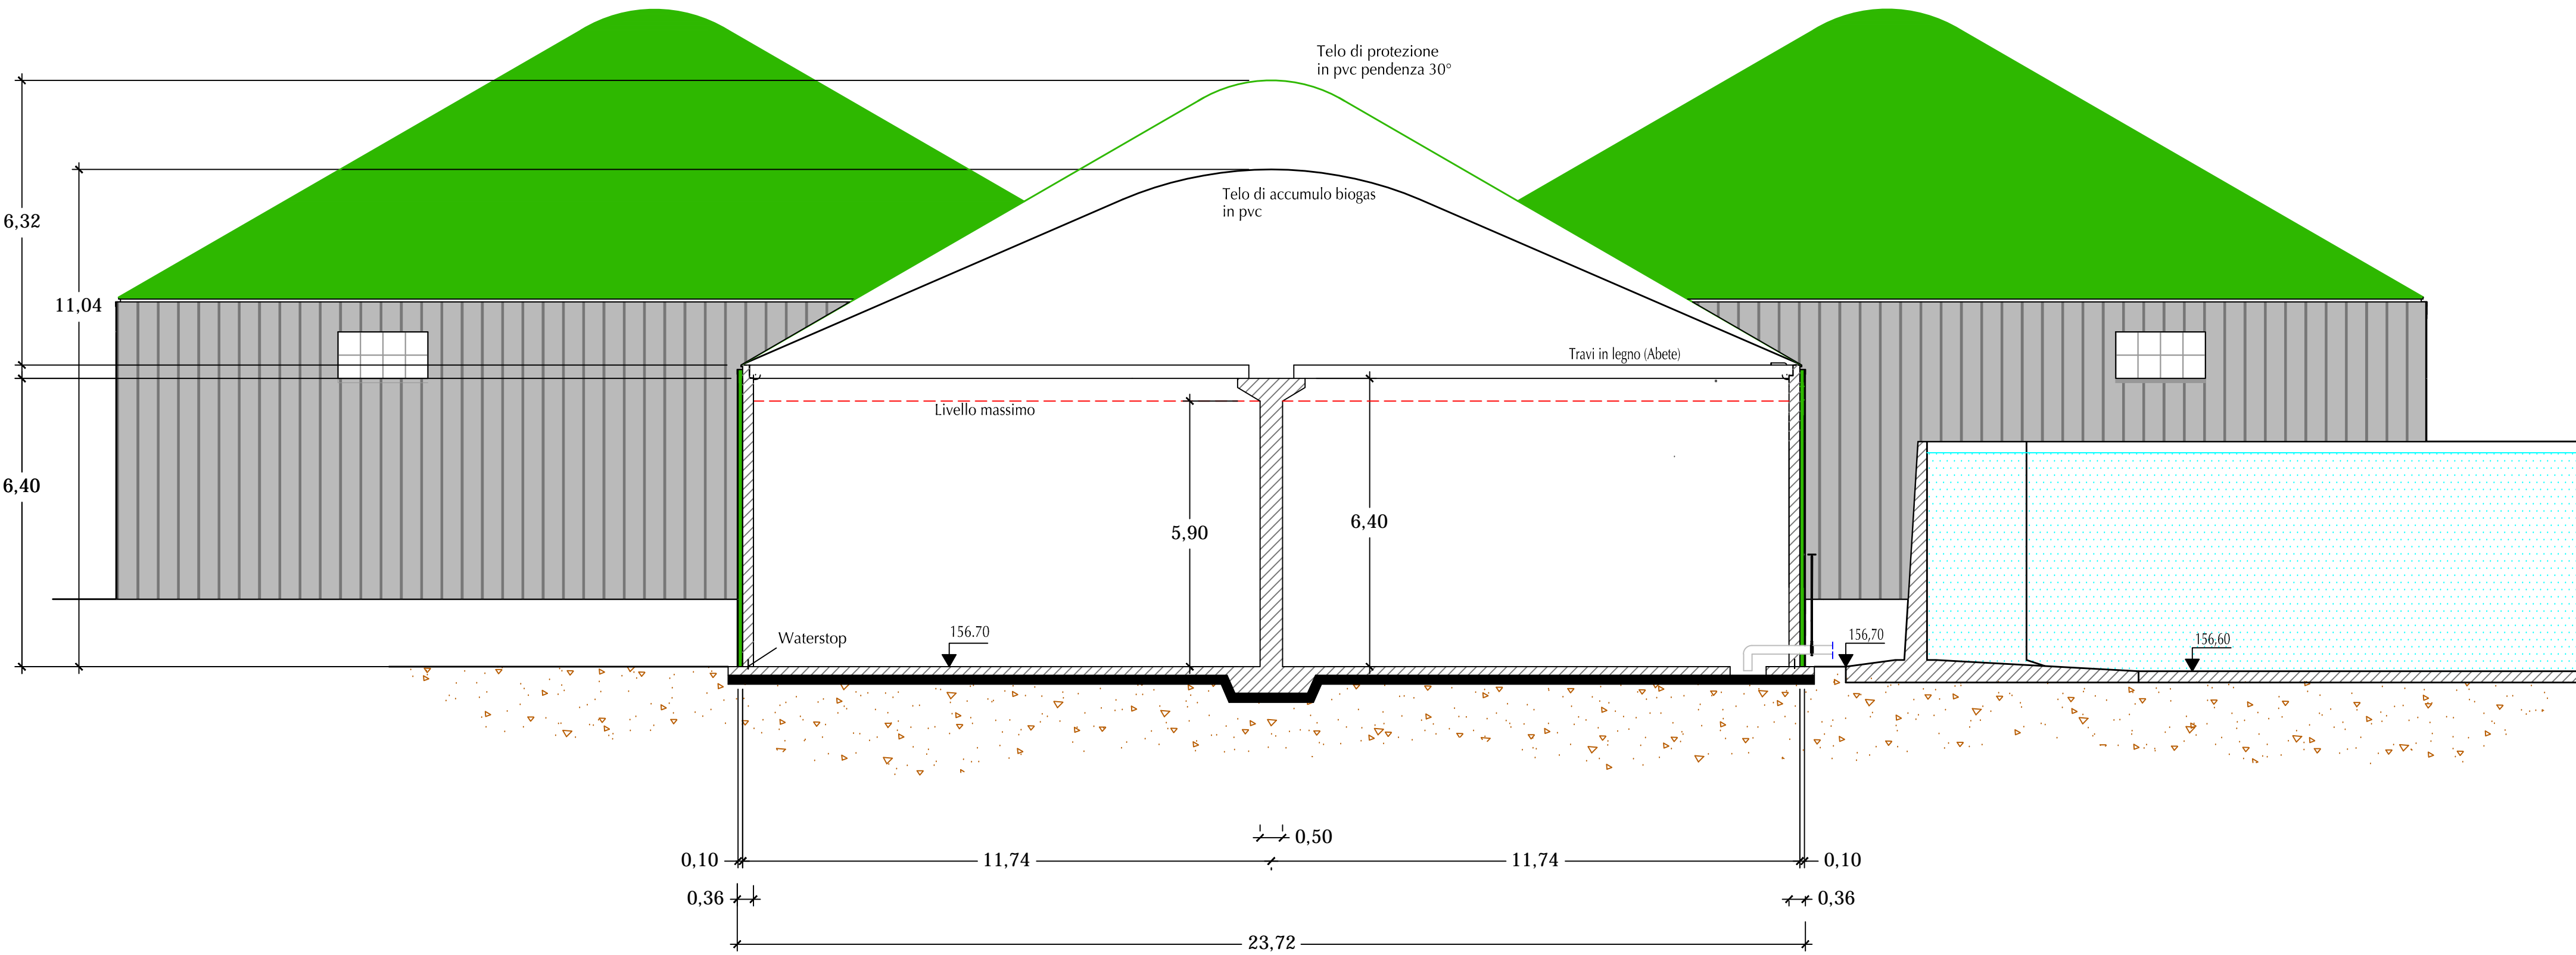 Telo di protezione
in pvc pendenza 30°
Telo di accumulo biogas
in pvc
6,32
11,04
Travi in legno (Abete)
Livello massimo
6,40
5,90
6,40
Waterstop
156.70
156,70
156,60
0,50
0,10
11,74
11,74
0,10
0,36
0,36
23,72